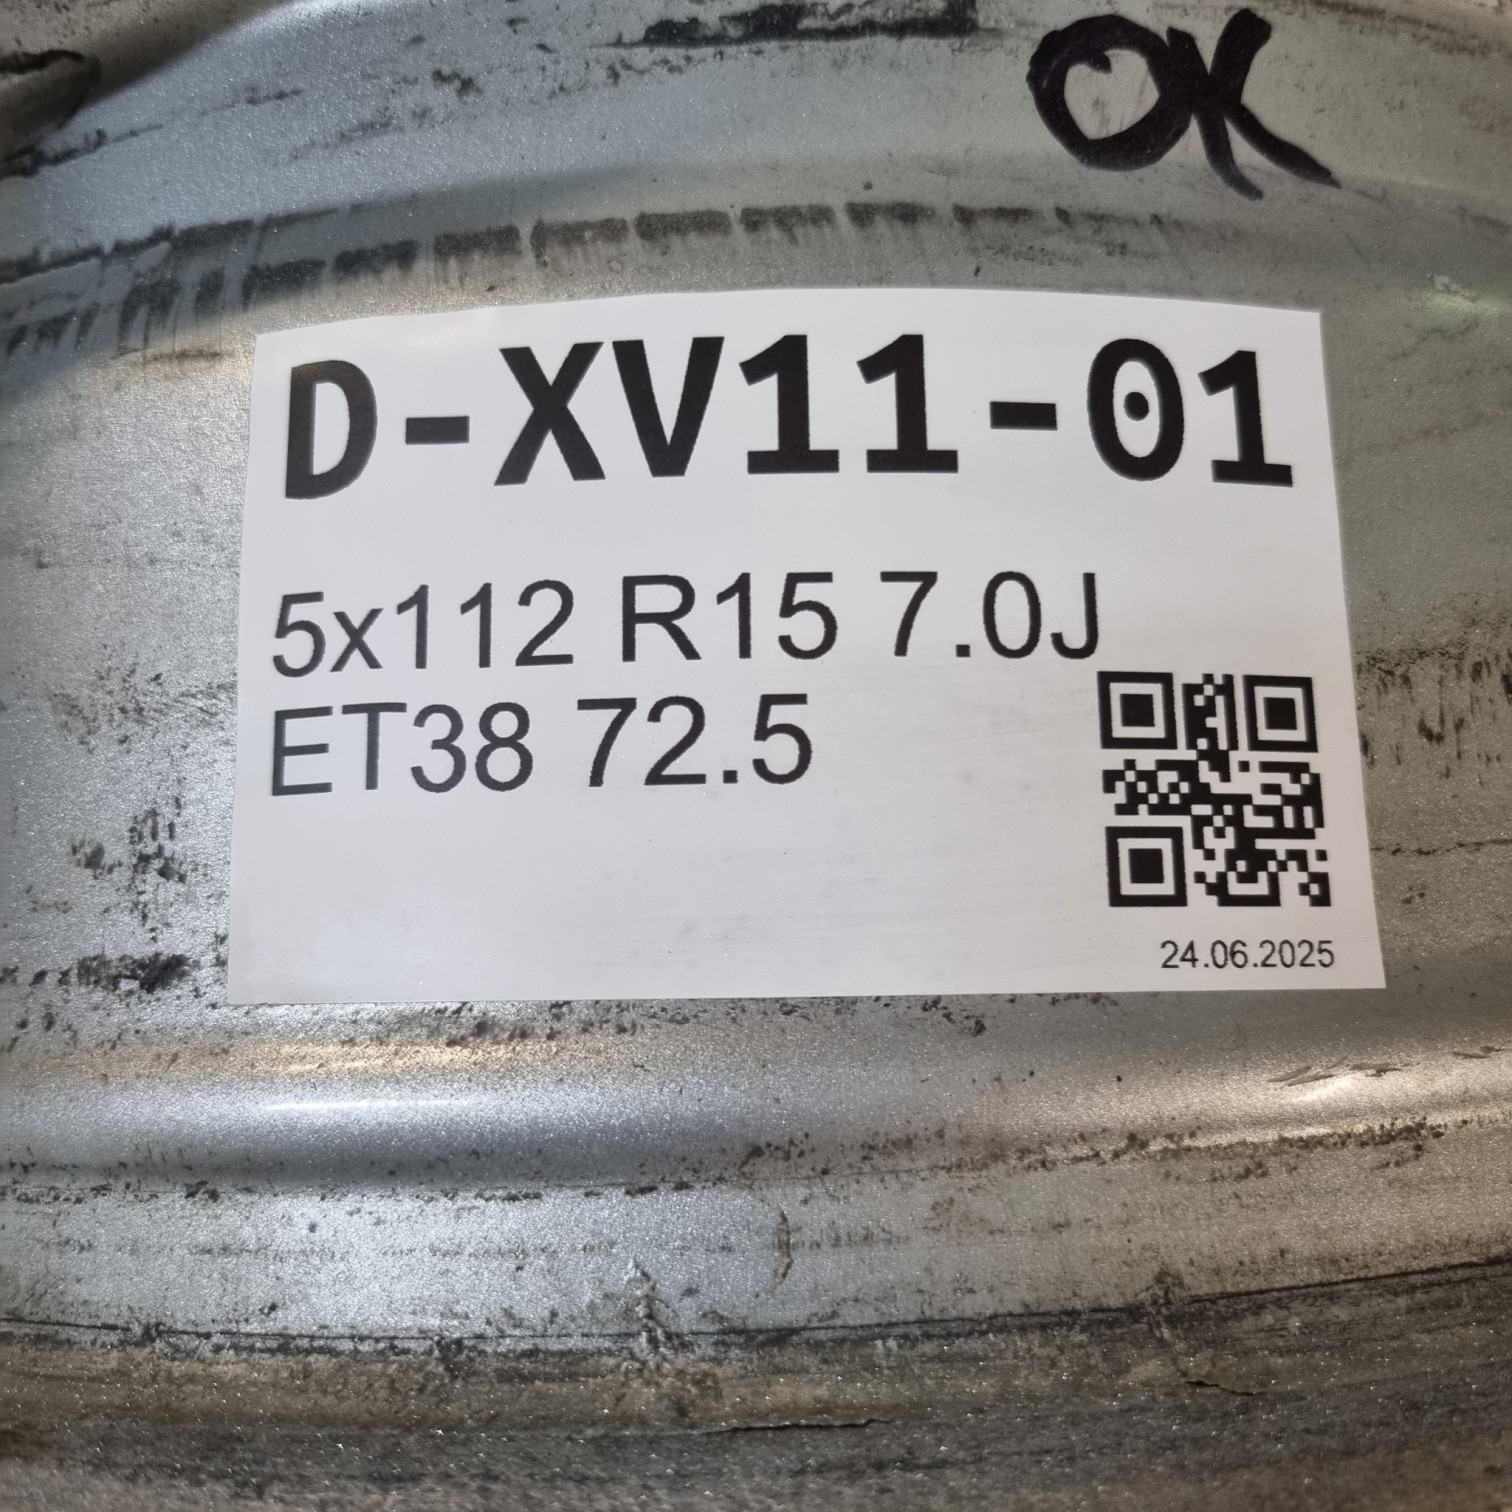 OK
D-XV11-01
5x112 R15 7.0J
ET38 72.5
24.06.2025